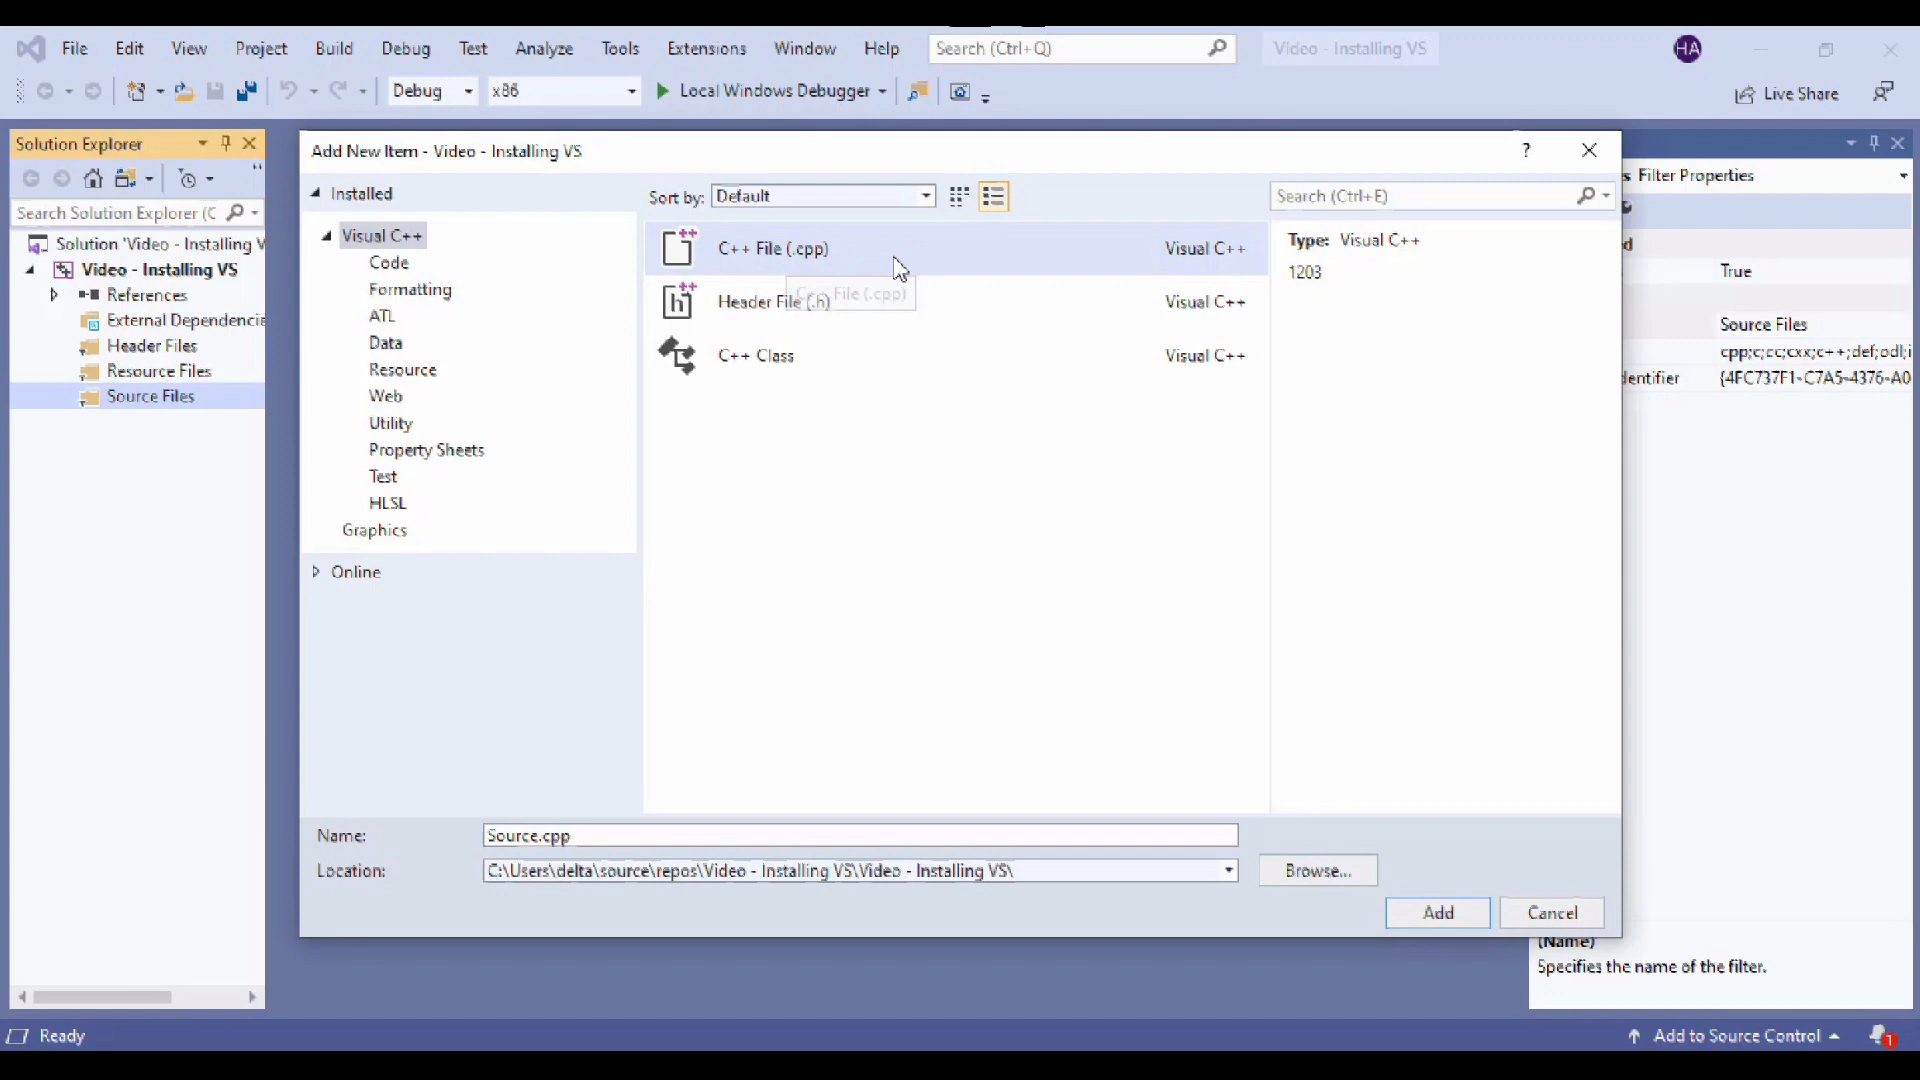 File Edit View Project Build Debug Test Analyze Tools Extensions Window Help Search (Ctrl+Q) Video - Installing VS HA
Debug x86 Local Windows Debugger Live Share
Solution Explorer
Search Solution Explorer (C
Solution 'Video - Installing V
Video - Installing VS
References
External Dependencie
Header Files
Resource Files
Source Files
Add New Item - Video - Installing VS ?
Installed
Visual C++
Code
Formatting
ATL
Data
Resource
Web
Utility
Property Sheets
Test
HLSL
Graphics
Online
Sort by: Default
C++ File (.cpp) Visual C++
C++ File (.cpp)
Header File (.h) Visual C++
C++ Class Visual C++
Search (Ctrl+E)
Type: Visual C++
1203
Name: Source.cpp
Location: C:\Users\delta\source\repos\Video - Installing VS\Video - Installing VS\
Browse...
Add Cancel
s Filter Properties
d
True
Source Files
cpp;c;cc;cxx;c++;def;odl;i
dentifier {4FC737F1-C7A5-4376-A0
(Name)
Specifies the name of the filter.
Ready Add to Source Control 1